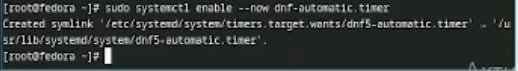 [root@fedora ~]# sudo systemctl enable --now dnf-automatic.timer
Created symlink '/etc/systemd/system/timers.target.wants/dnf5-automatic.timer' → '/u
sr/lib/systemd/system/dnf5-automatic.timer'.
[root@fedora ~]#